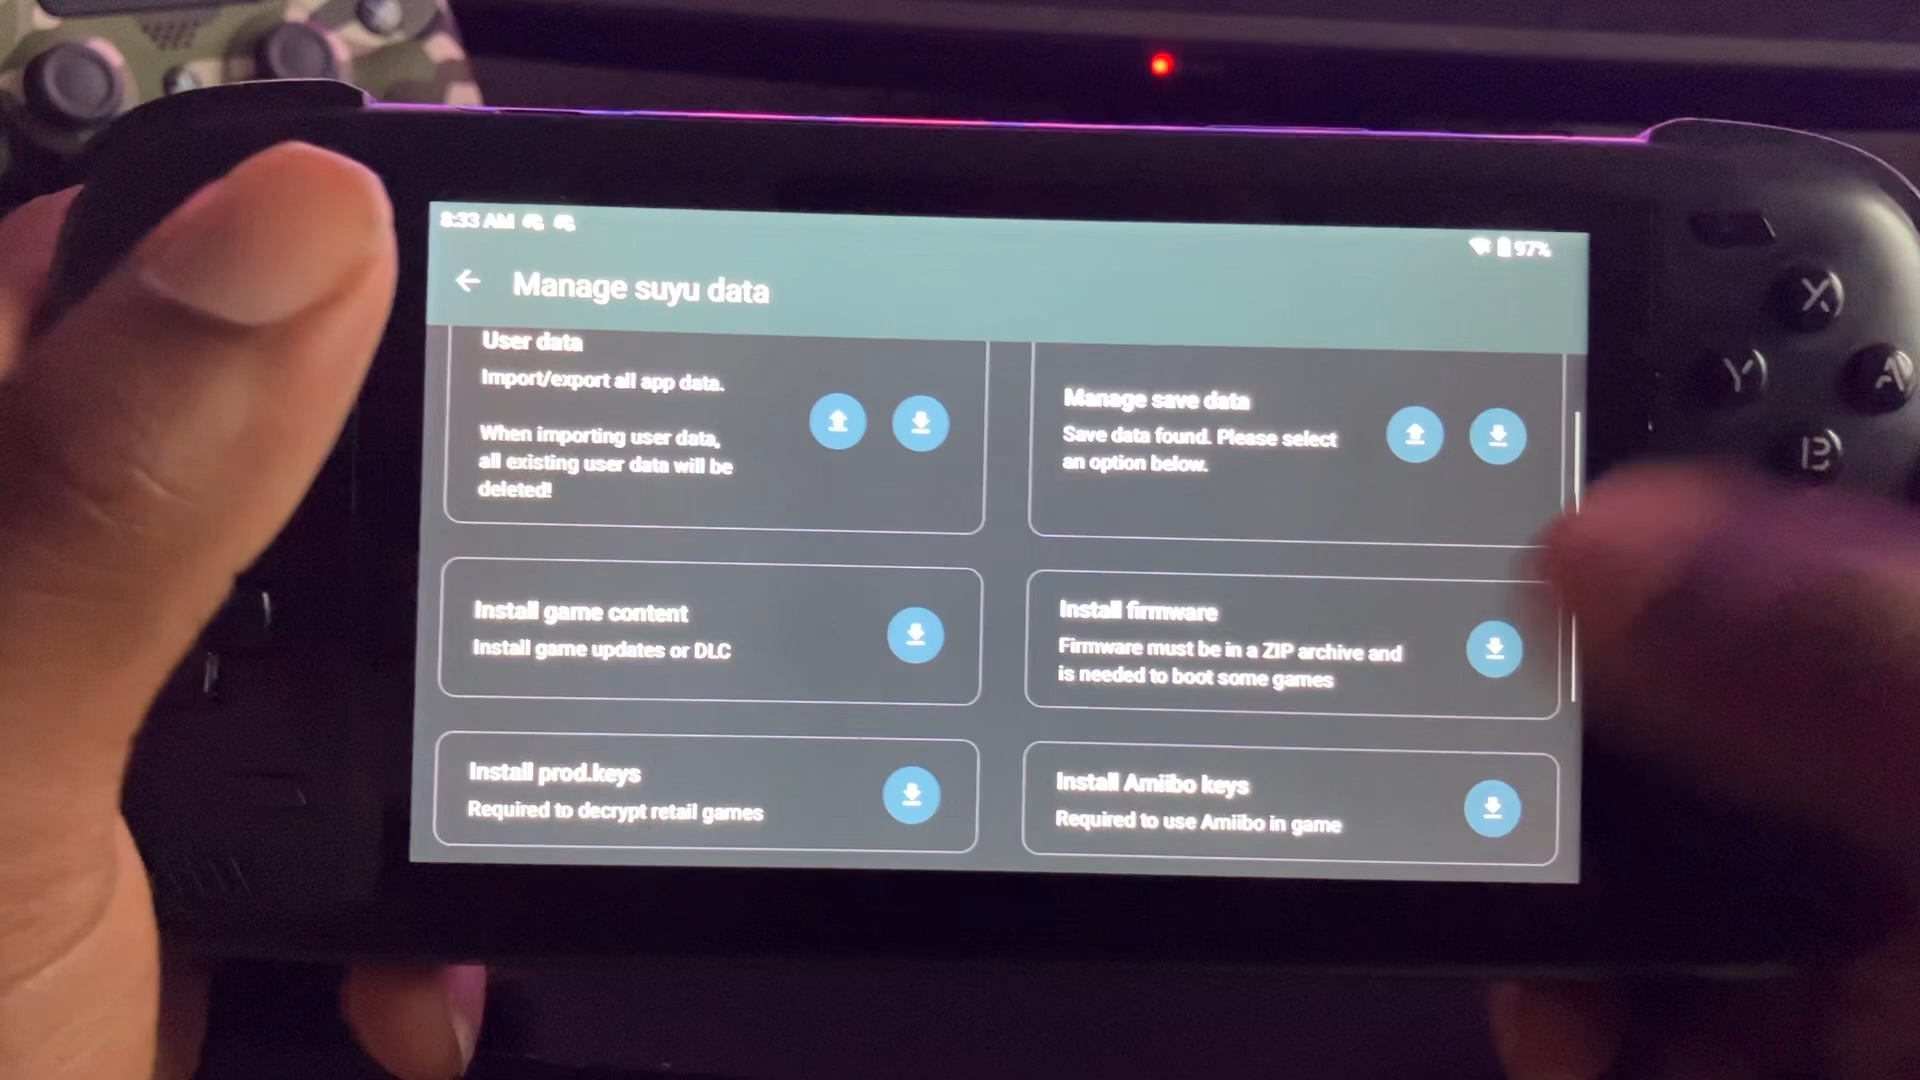 8:33 AM
97%
Manage suyu data
User data
Import/export all app data.
When importing user data,
all existing user data will be
deleted!
Manage save data
Save data found. Please select
an option below.
Install game content
Install game updates or DLC
Install firmware
Firmware must be in a ZIP archive and
is needed to boot some games
Install prod.keys
Required to decrypt retail games
Install Amiibo keys
Required to use Amiibo in game
X
Y
A
B